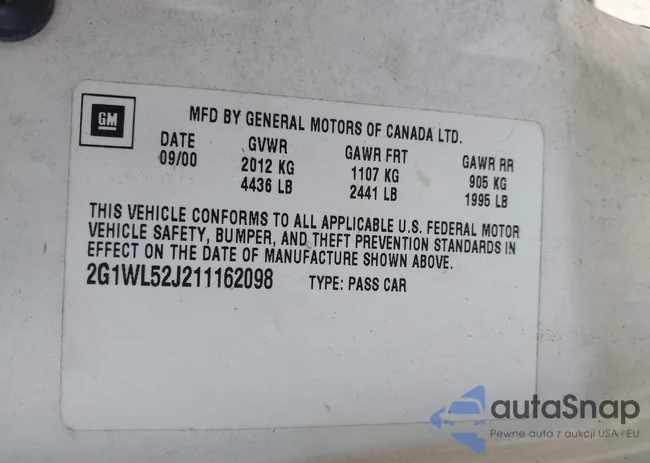 GM
MFD BY GENERAL MOTORS OF CANADA LTD.
DATE GVWR GAWR FRT GAWR RR
09/00 2012 KG 1107 KG 905 KG
4436 LB 2441 LB 1995 LB
THIS VEHICLE CONFORMS TO ALL APPLICABLE U.S. FEDERAL MOTOR
VEHICLE SAFETY, BUMPER, AND THEFT PREVENTION STANDARDS IN
EFFECT ON THE DATE OF MANUFACTURE SHOWN ABOVE.
2G1WL52J211162098 TYPE: PASS CAR
autaSnap
Pewne auta z aukcji USA i EU